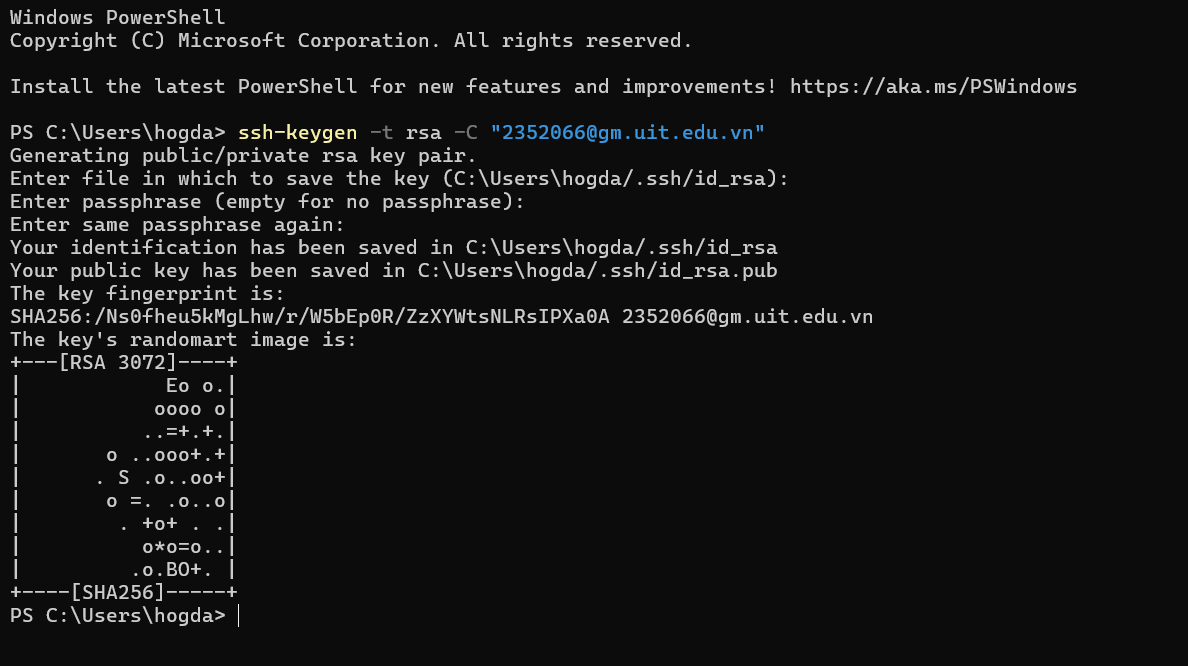 Windows PowerShell
Copyright (C) Microsoft Corporation. All rights reserved.
Install the latest PowerShell for new features and improvements! https://aka.ms/PSWindows
PS C:\Users\hogda> ssh-keygen -t rsa -C "2352066@gm.uit.edu.vn"
Generating public/private rsa key pair.
Enter file in which to save the key (C:\Users\hogda/.ssh/id_rsa):
Enter passphrase (empty for no passphrase):
Enter same passphrase again:
Your identification has been saved in C:\Users\hogda/.ssh/id_rsa
Your public key has been saved in C:\Users\hogda/.ssh/id_rsa.pub
The key fingerprint is:
SHA256:/Ns0fheu5kMgLhw/r/W5bEp0R/ZzXYWtsNLRsIPXa0A 2352066@gm.uit.edu.vn
The key's randomart image is:
+---[RSA 3072]----+
|            Eo o.|
|           oooo o|
|          ..=+.+.|
|       o ..ooo+.+|
|      . S .o..oo+|
|       o =. .o..o|
|        . +o+ . .|
|          o*o=o..|
|         .o.BO+. |
+----[SHA256]-----+
PS C:\Users\hogda>